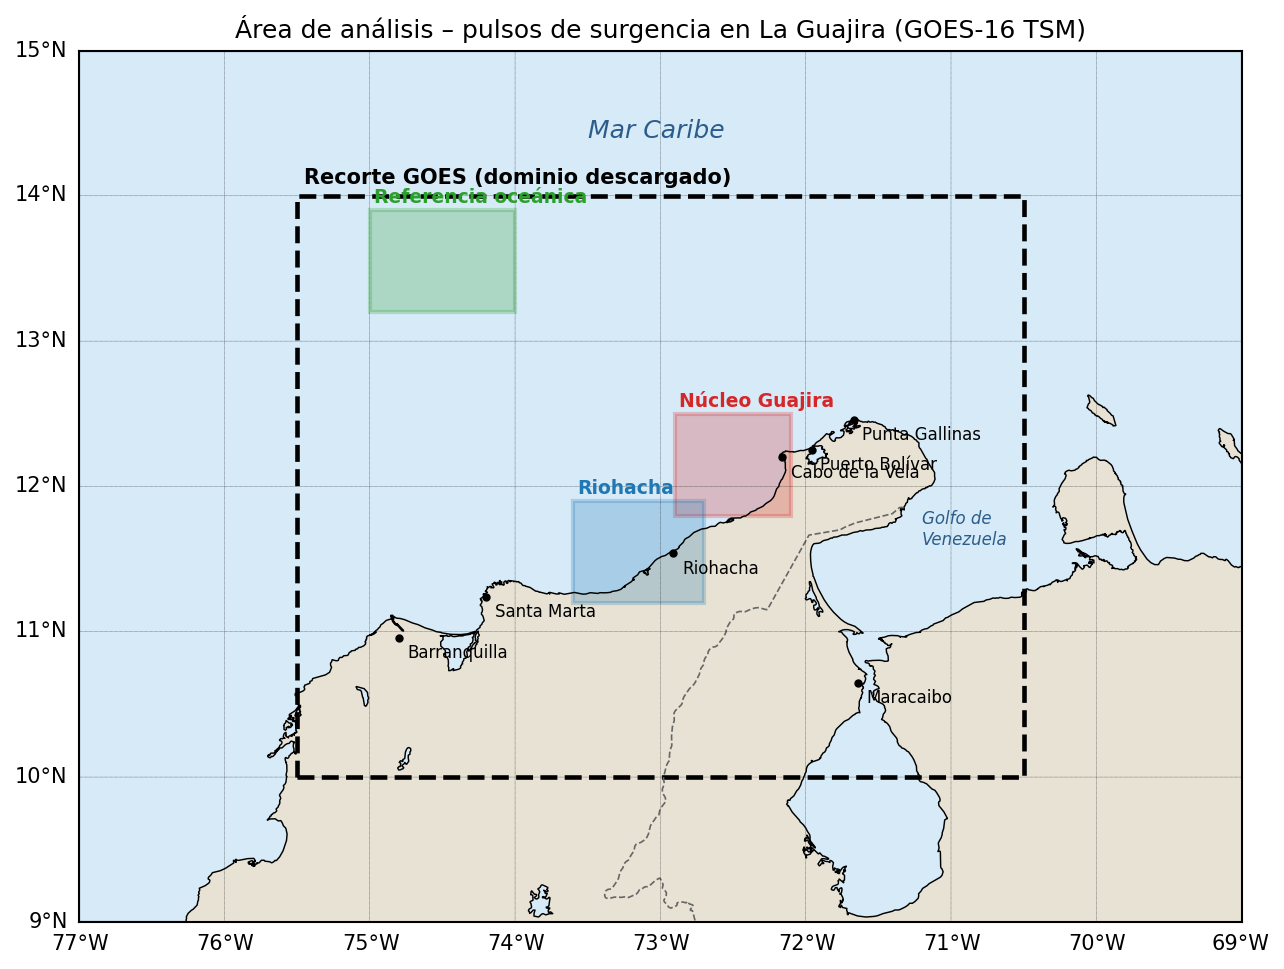 Área de análisis – pulsos de surgencia en La Guajira (GOES-16 TSM)
15°N
Mar Caribe
Recorte GOES (dominio descargado)
14°N
Referencia oceánica
13°N
Núcleo Guajira
Punta Gallinas
Puerto Bolívar
Cabo de la Vela
12°N
Riohacha
Golfo de
Venezuela
Riohacha
Santa Marta
11°N
Barranquilla
Maracaibo
10°N
9°N
77°W 76°W 75°W 74°W 73°W 72°W 71°W 70°W 69°W